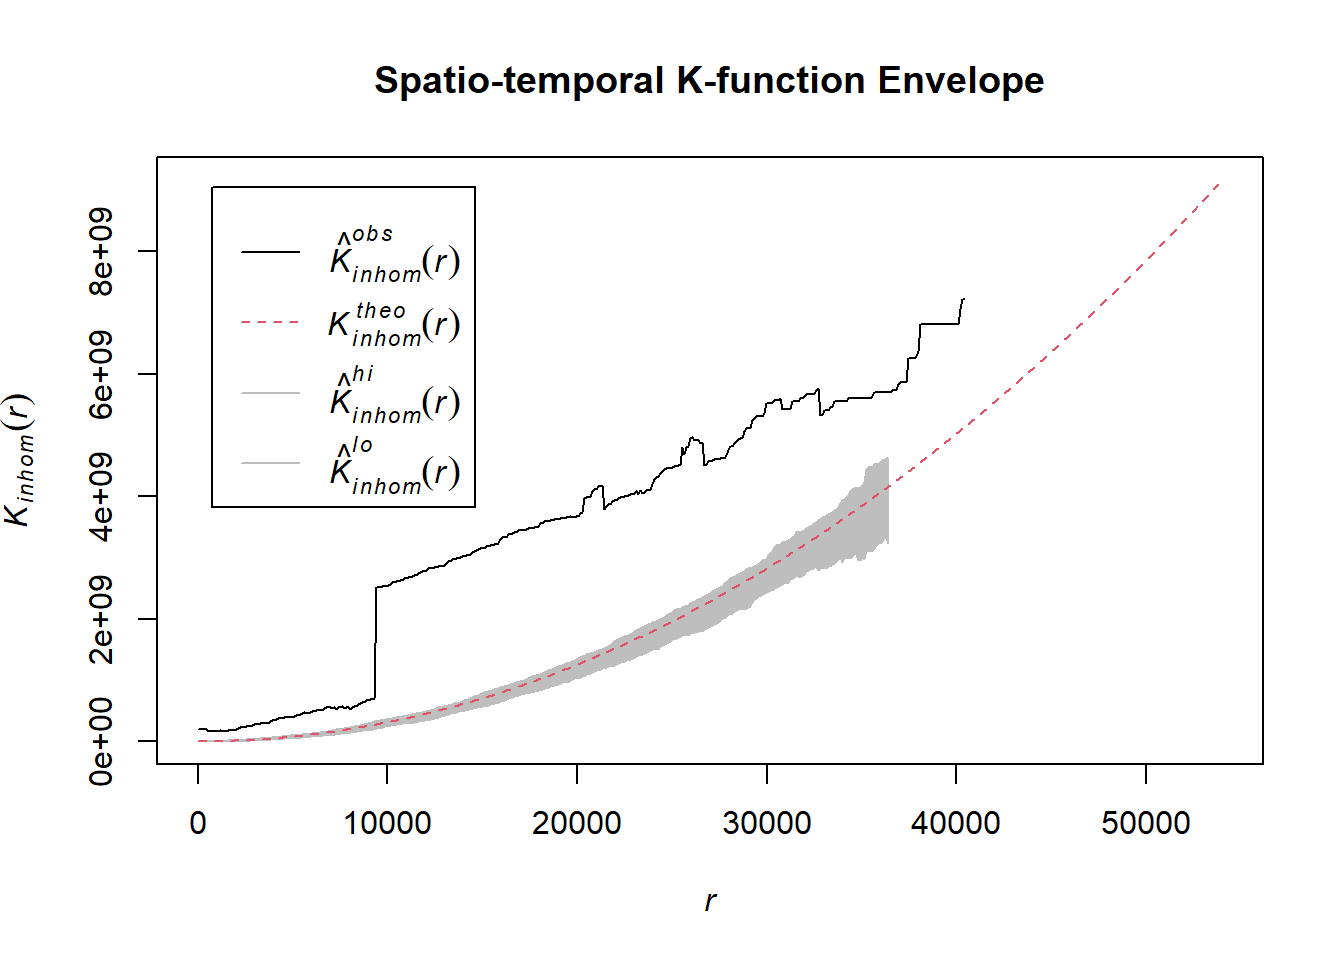 Spatio-temporal K-function Envelope
K̂ᵒᵇˢ_inhom(r)
Kᵗʰᵉᵒ_inhom(r)
K̂ʰⁱ_inhom(r)
K̂ˡᵒ_inhom(r)
K_inhom(r)
8e+09
6e+09
4e+09
2e+09
0e+00
0 10000 20000 30000 40000 50000
r